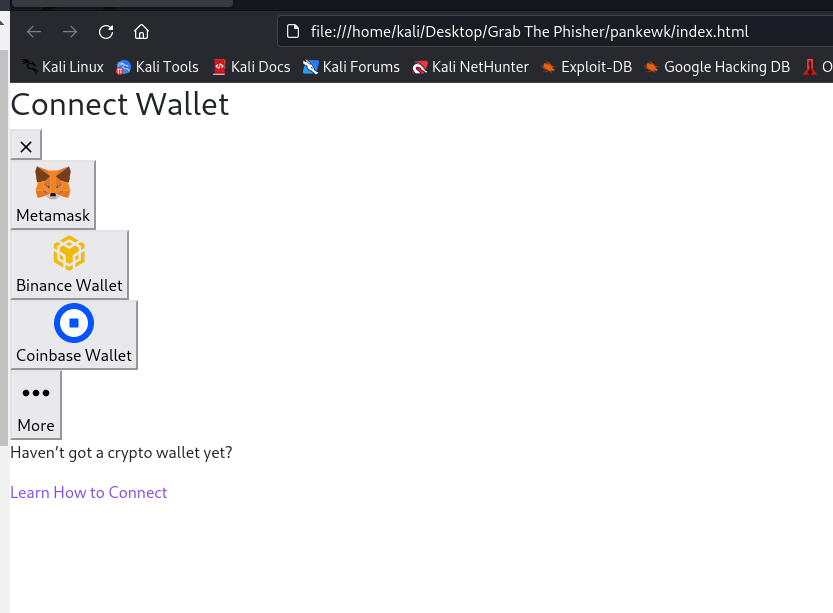 file:///home/kali/Desktop/Grab The Phisher/pankewk/index.html
Kali Linux Kali Tools Kali Docs Kali Forums Kali NetHunter Exploit-DB Google Hacking DB O
Connect Wallet
×
Metamask
Binance Wallet
Coinbase Wallet
More
Haven’t got a crypto wallet yet?
Learn How to Connect